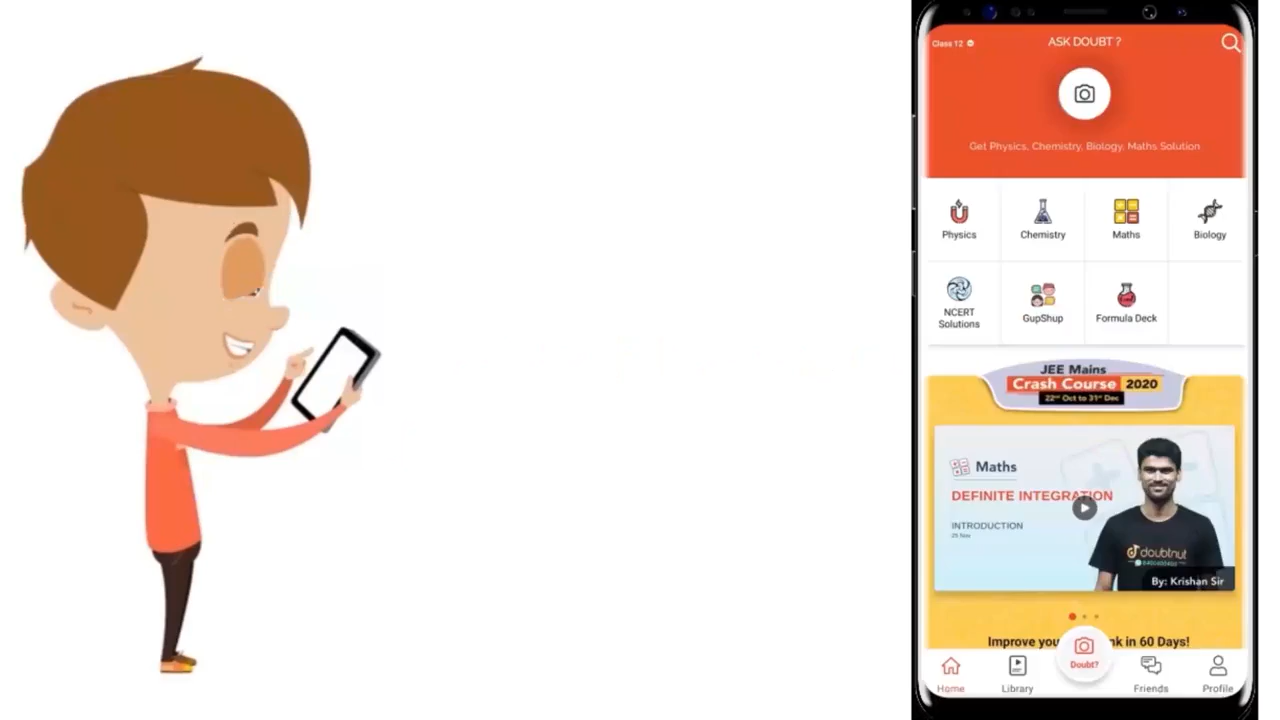 Class 12
ASK DOUBT ?
Get Physics, Chemistry, Biology, Maths Solution
Physics
Chemistry
Maths
Biology
NCERT
Solutions
GupShup
Formula Deck
JEE Mains
Crash Course 2020
22nd Oct to 31st Dec
Maths
DEFINITE INTEGRATION
INTRODUCTION
doubtnut
By: Krishan Sir
Improve you nk in 60 Days!
Doubt?
Home
Library
Friends
Profile